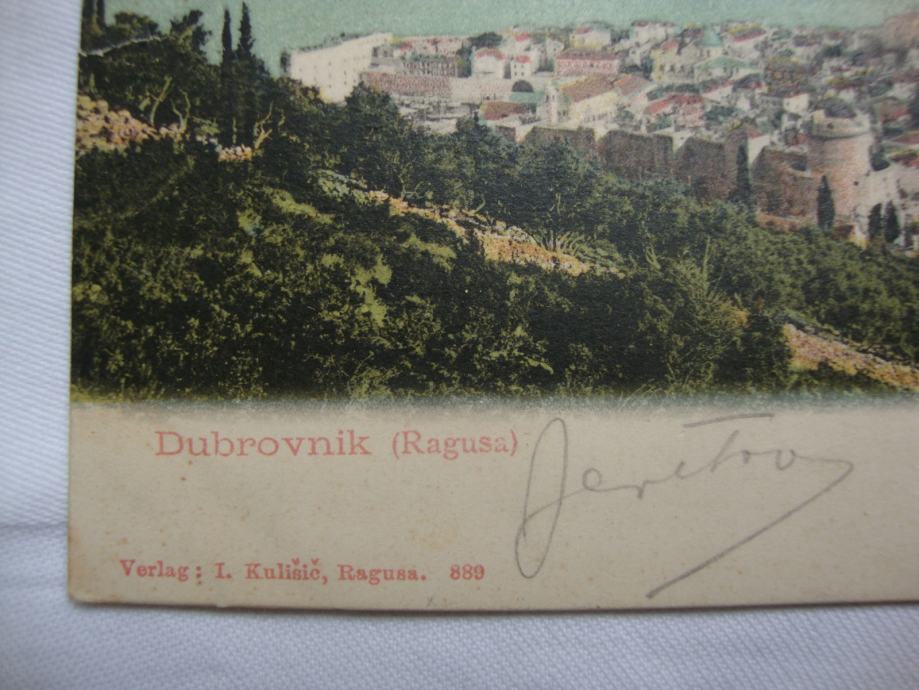 Dubrovnik (Ragusa)
Verlag: I. Kulišič, Ragusa. 889